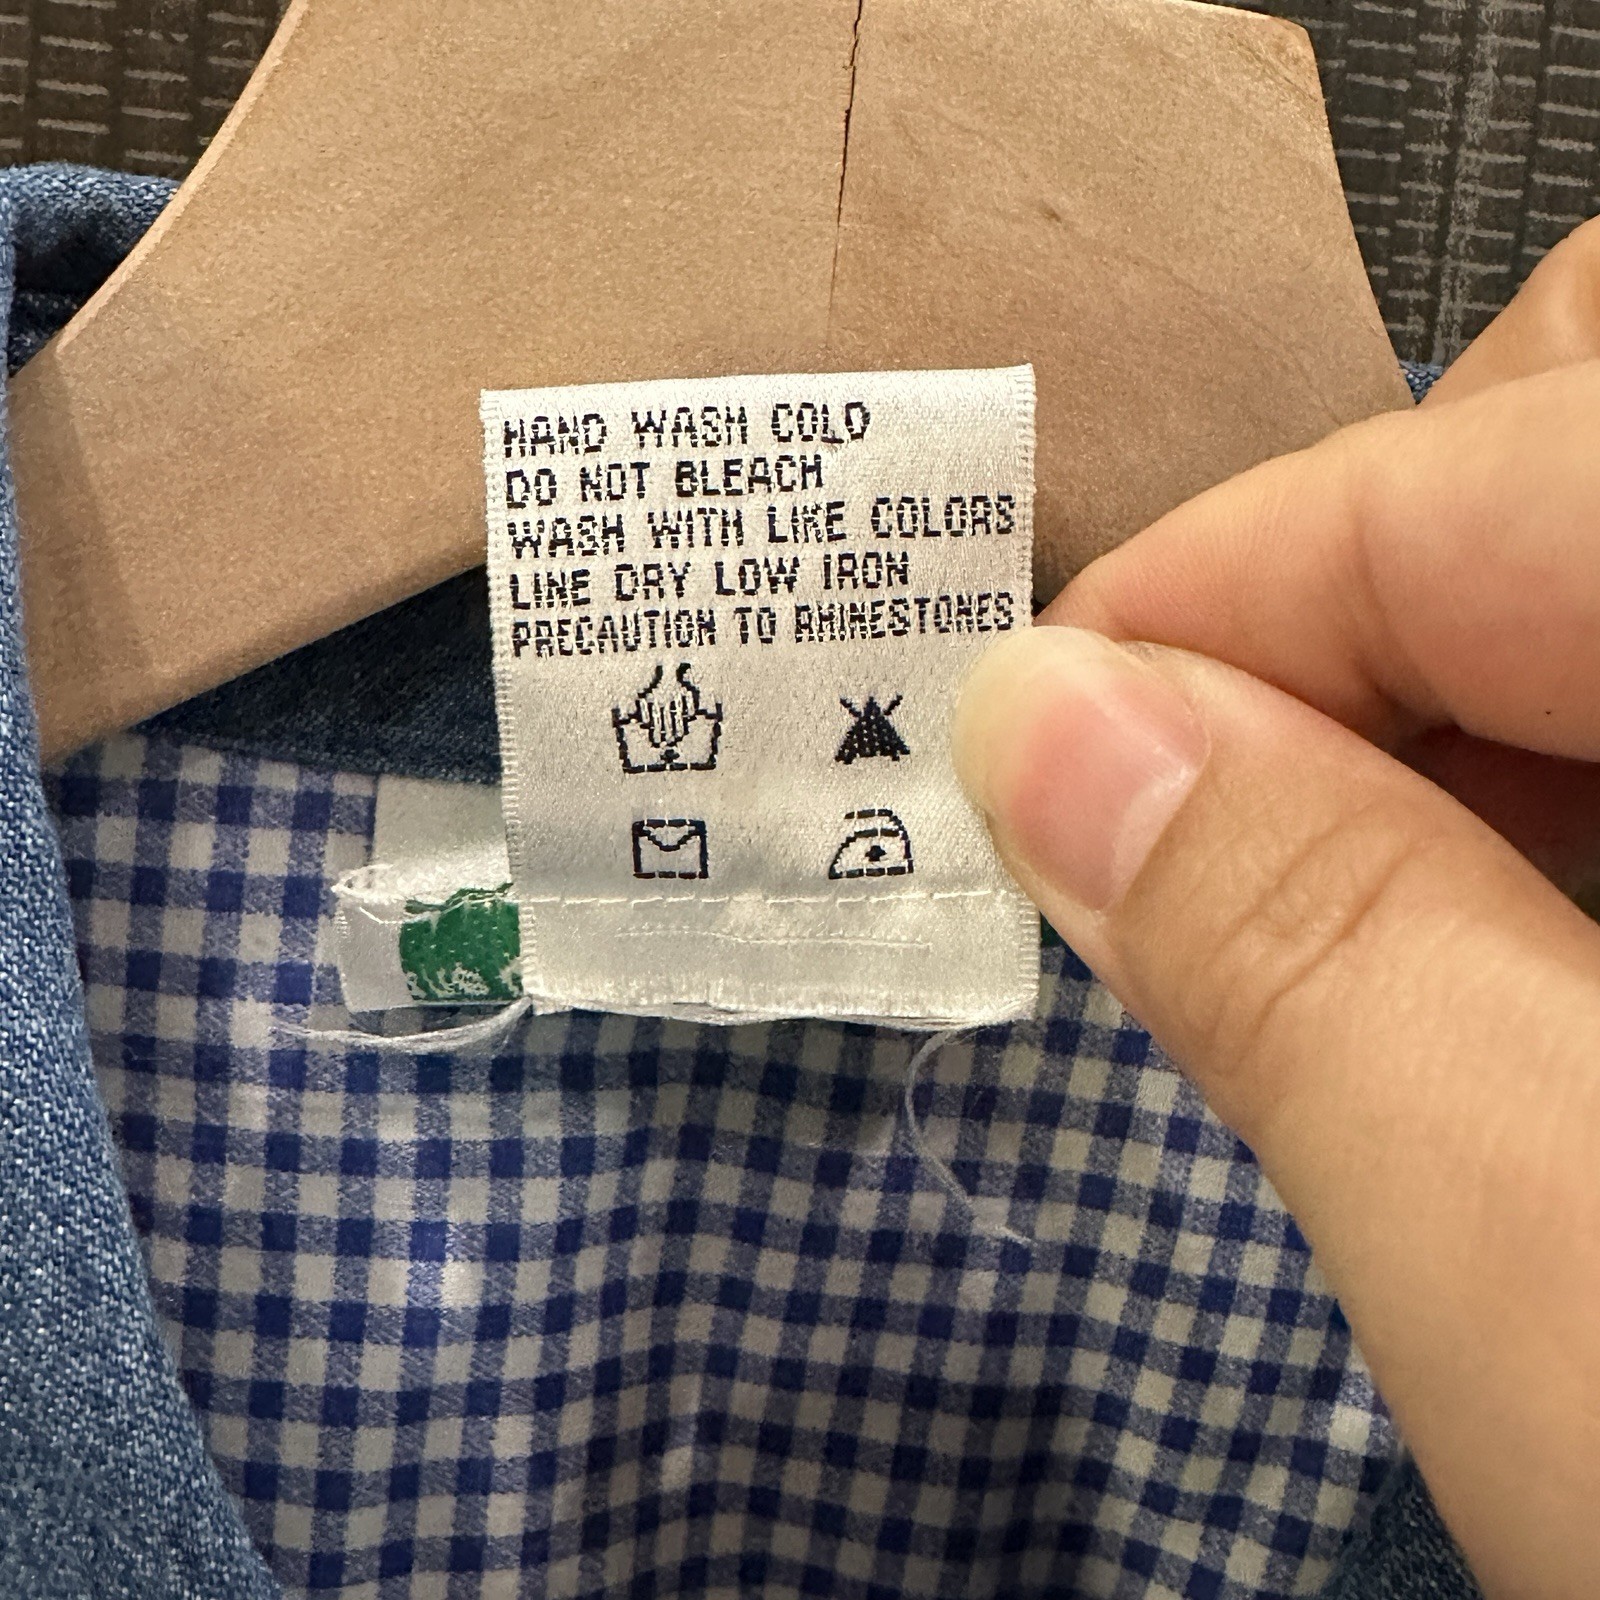 HAND WASH COLD
DO NOT BLEACH
WASH WITH LIKE COLORS
LINE DRY LOW IRON
PRECAUTION TO RHINESTONES